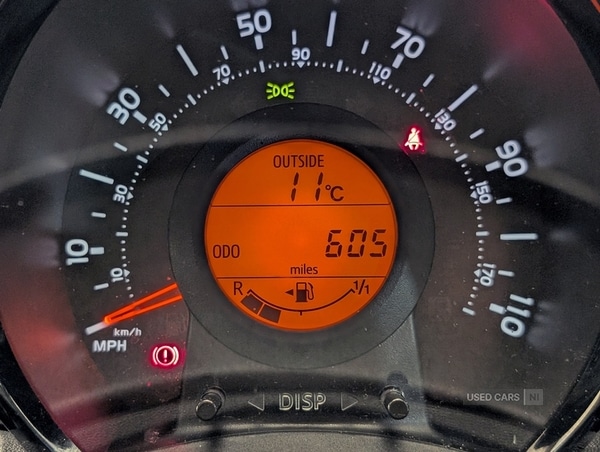 50
70
30
90
10
110
70
90
110
50
130
30
150
10
170
km/h
MPH
OUTSIDE
11°C
ODO 605
miles
R 1/1
DISP
USED CARS NI